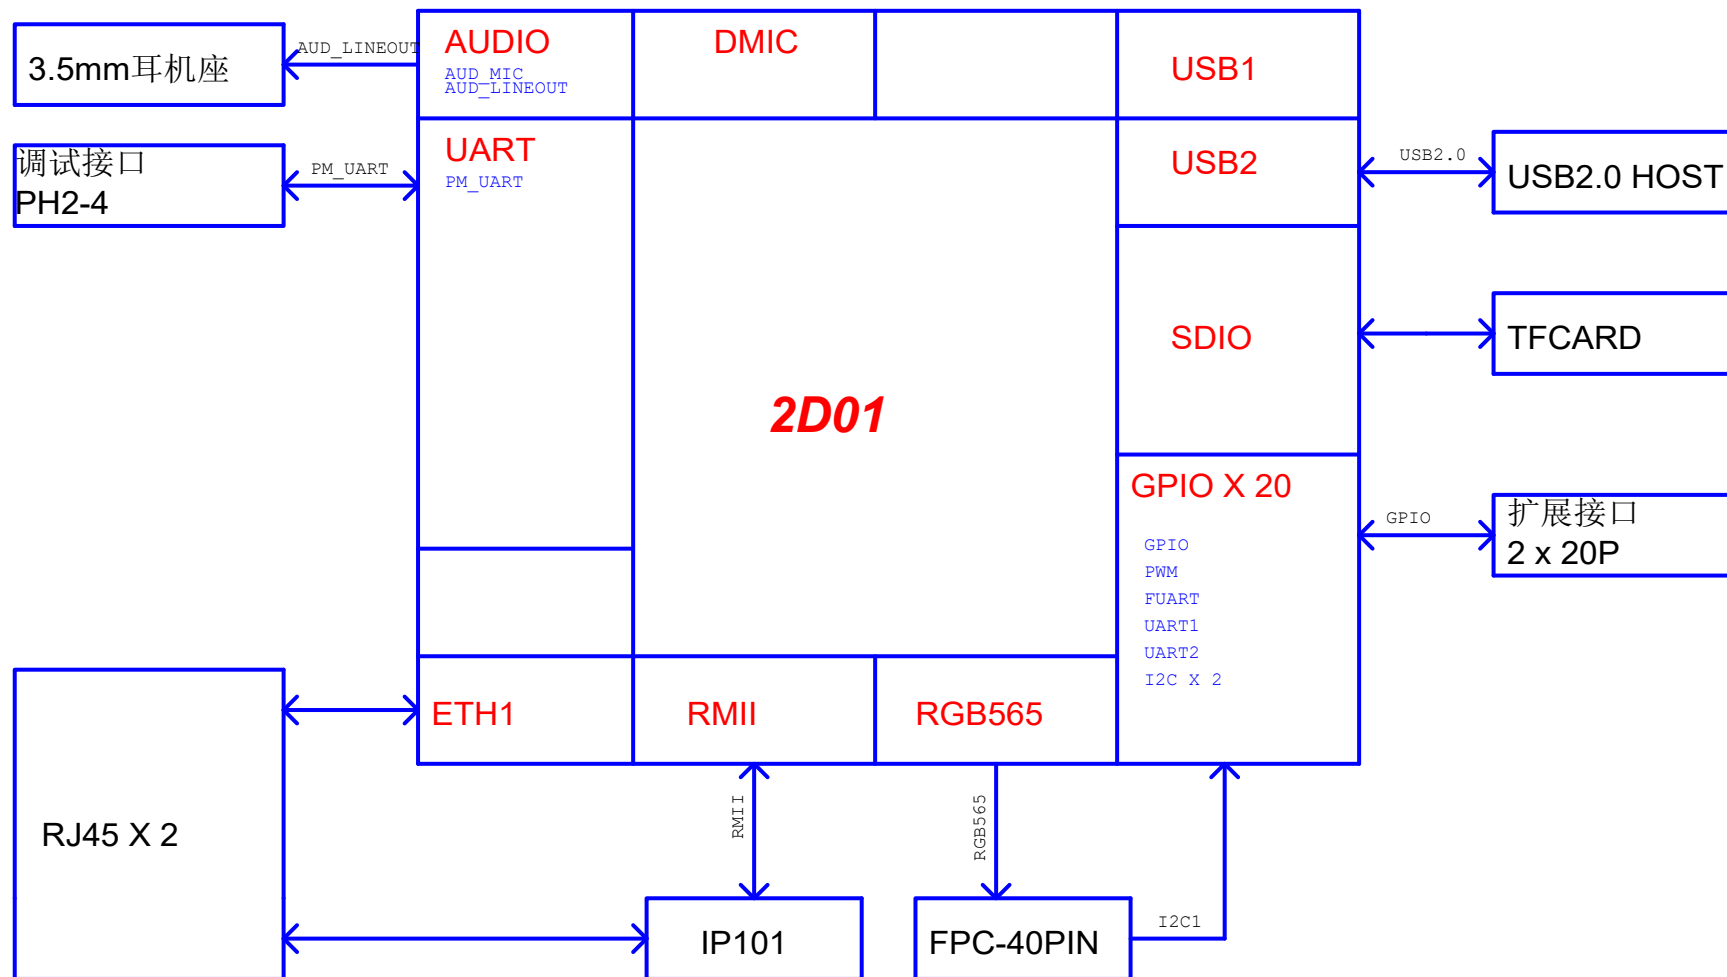 3.5mm耳机座
AUD_LINEOUT
AUDIO
AUD_MIC
AUD_LINEOUT
DMIC
USB1
调试接口
PH2-4
PM_UART
UART
PM_UART
USB2
USB2.0
USB2.0 HOST
SDIO
TFCARD
2D01
GPIO X 20
GPIO
PWM
FUART
UART1
UART2
I2C X 2
GPIO
扩展接口
2 x 20P
ETH1
RMII
RGB565
RJ45 X 2
RMII
RGB565
IP101
FPC-40PIN
I2C1